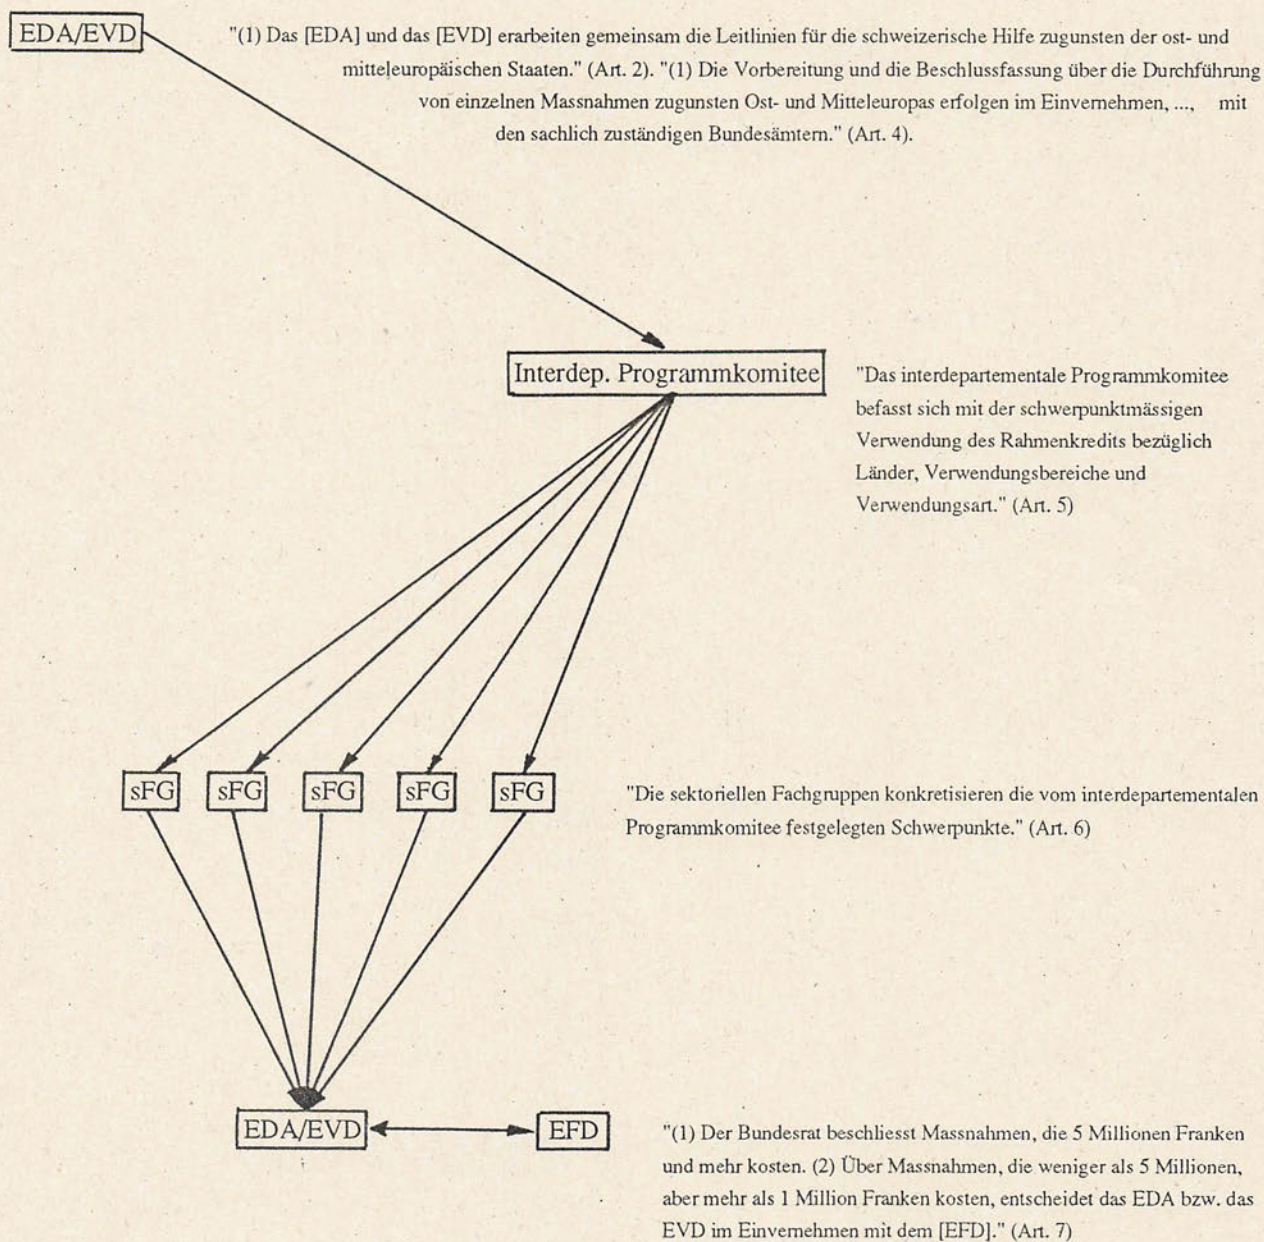 EDA/EVD
"(1) Das [EDA] und das [EVD] erarbeiten gemeinsam die Leitlinien für die schweizerische Hilfe zugunsten der ost- und
mitteleuropäischen Staaten." (Art. 2). "(1) Die Vorbereitung und die Beschlussfassung über die Durchführung
von einzelnen Massnahmen zugunsten Ost- und Mitteleuropas erfolgen im Einvernehmen, ..., mit
den sachlich zuständigen Bundesämtern." (Art. 4).
Interdep. Programmkomitee
"Das interdepartementale Programmkomitee
befasst sich mit der schwerpunktmässigen
Verwendung des Rahmenkredits bezüglich
Länder, Verwendungsbereiche und
Verwendungsart." (Art. 5)
sFG sFG sFG sFG sFG
"Die sektoriellen Fachgruppen konkretisieren die vom interdepartementalen
Programmkomitee festgelegten Schwerpunkte." (Art. 6)
EDA/EVD EFD
"(1) Der Bundesrat beschliesst Massnahmen, die 5 Millionen Franken
und mehr kosten. (2) Über Massnahmen, die weniger als 5 Millionen,
aber mehr als 1 Million Franken kosten, entscheidet das EDA bzw. das
EVD im Einvernehmen mit dem [EFD]." (Art. 7)